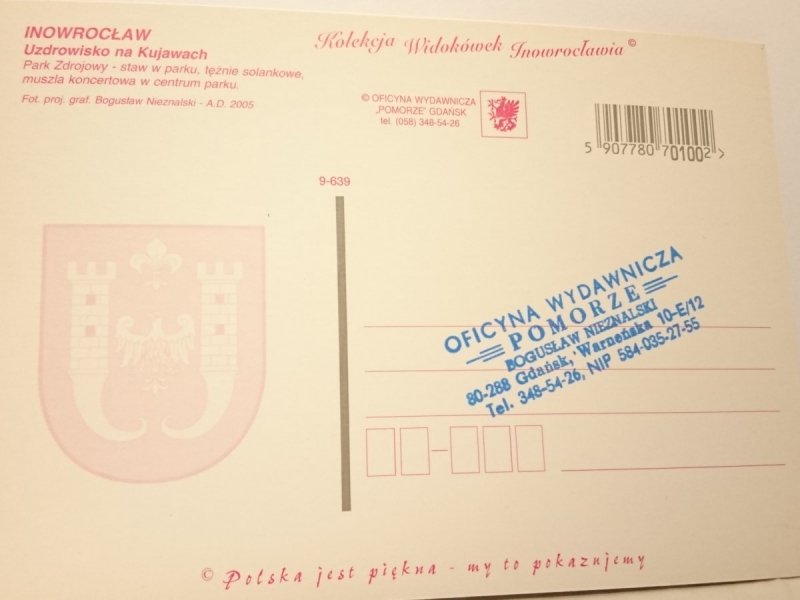 INOWROCŁAW
Uzdrowisko na Kujawach
Park Zdrojowy - staw w parku, tężnie solankowe,
muszla koncertowa w centrum parku.
Fot. proj. graf. Bogusław Nieznalski - A.D. 2005
Kolekcja Widokówek Inowrocławia ©
© OFICYNA WYDAWNICZA
„POMORZE" GDAŃSK
tel. (058) 348-54-26
5 907780 701002 >
9-639
OFICYNA WYDAWNICZA
POMORZE
BOGUSŁAW NIEZNALSKI
80-288 Gdańsk, Warneńska 10-E/12
Tel. 348-54-26, NIP 584-035-27-55
© Polska jest piękna - my to pokazujemy